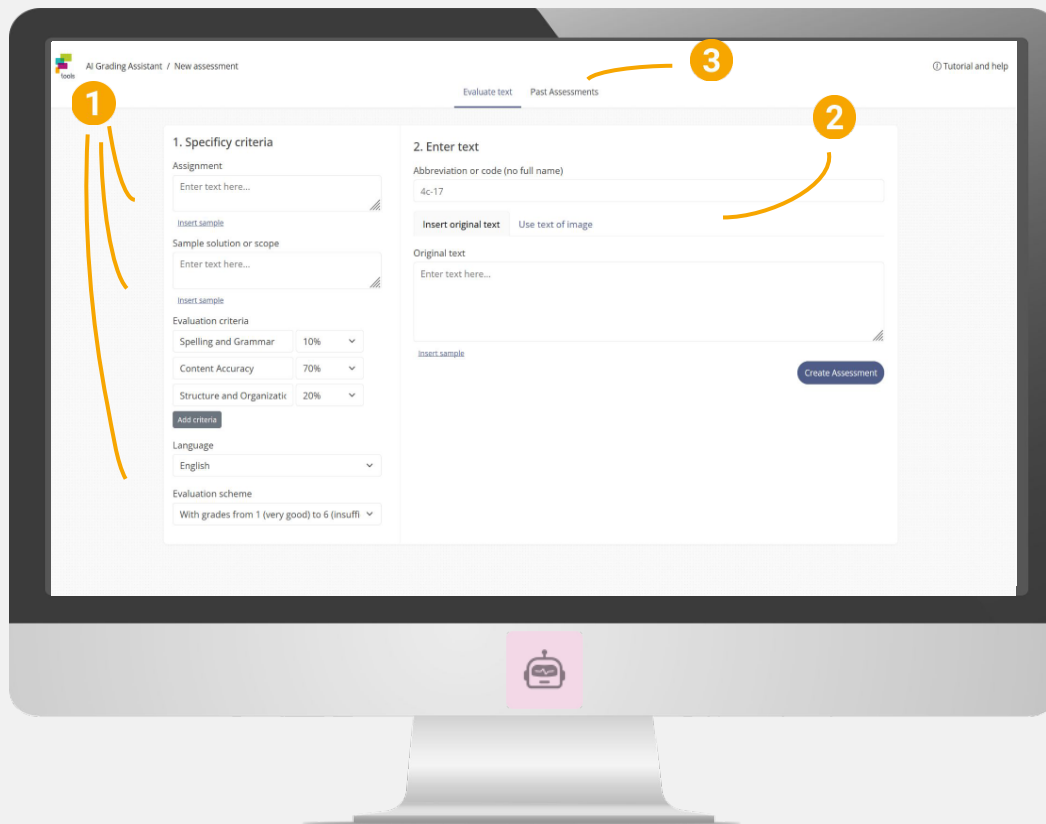 tools
AI Grading Assistant / New assessment
Tutorial and help
Evaluate text
Past Assessments
1
3
2
1. Specificy criteria
Assignment
Enter text here...
Insert sample
Sample solution or scope
Enter text here...
Insert sample
Evaluation criteria
Spelling and Grammar 10%
Content Accuracy 70%
Structure and Organizatic 20%
Add criteria
Language
English
Evaluation scheme
With grades from 1 (very good) to 6 (insuffi
2. Enter text
Abbreviation or code (no full name)
4c-17
Insert original text
Use text of image
Original text
Enter text here...
Insert sample
Create Assessment